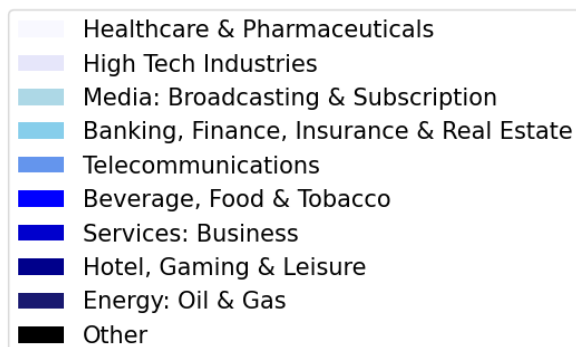 Healthcare & Pharmaceuticals
High Tech Industries
Media: Broadcasting & Subscription
Banking, Finance, Insurance & Real Estate
Telecommunications
Beverage, Food & Tobacco
Services: Business
Hotel, Gaming & Leisure
Energy: Oil & Gas
Other